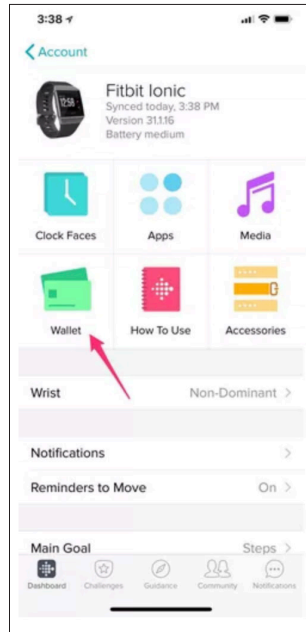 3:38
Account
Fitbit Ionic
Synced today, 3:38 PM
Version 31.1.16
Battery medium
12:58
Clock Faces
Apps
Media
Wallet
How To Use
Accessories
Wrist Non-Dominant
Notifications
Reminders to Move On
Main Goal Steps
Dashboard Challenges Guidance Community Notifications